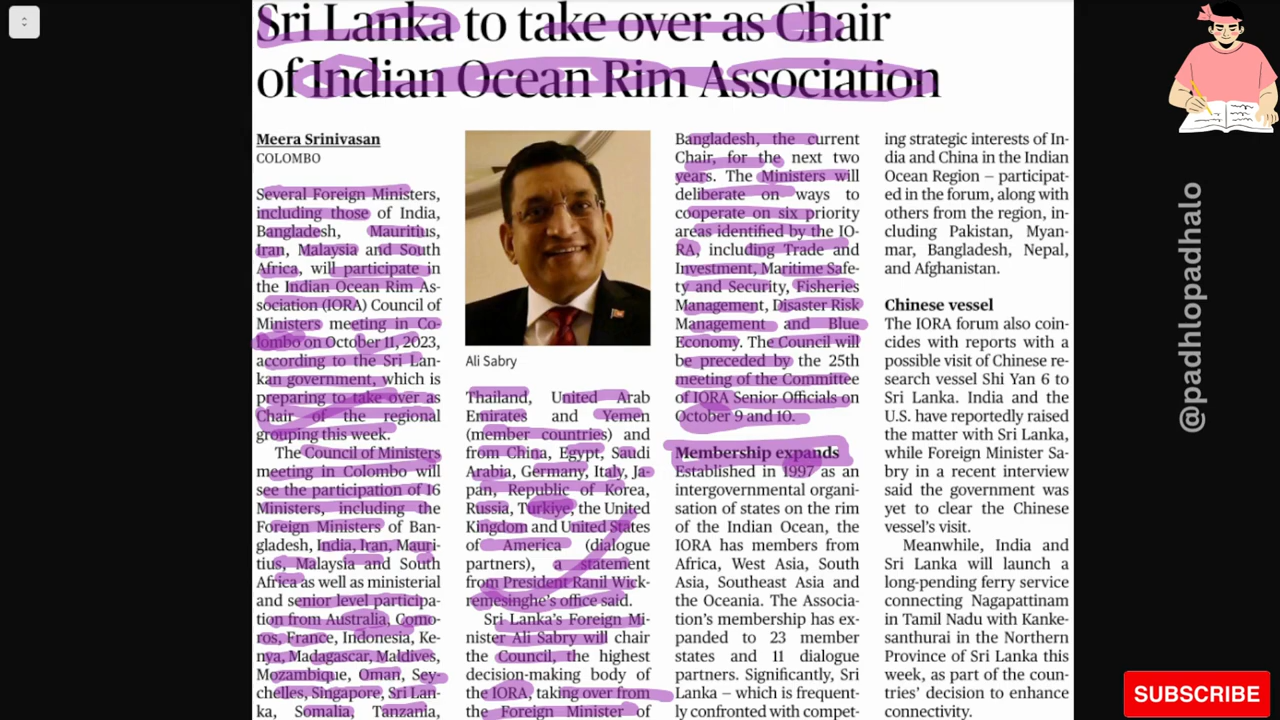 Sri Lanka to take over as Chair
of Indian Ocean Rim Association
Meera Srinivasan
COLOMBO
Several Foreign Ministers,
including those of India,
Bangladesh, Mauritius,
Iran, Malaysia and South
Africa, will participate in
the Indian Ocean Rim As-
sociation (IORA) Council of
Ministers meeting in Co-
lombo on October 11, 2023,
according to the Sri Lan-
kan government, which is
preparing to take over as
Chair of the regional
grouping this week.
The Council of Ministers
meeting in Colombo will
see the participation of 16
Ministers, including the
Foreign Ministers of Ban-
gladesh, India, Iran, Mauri-
tius, Malaysia and South
Africa as well as ministerial
and senior level participa-
tion from Australia, Como-
ros, France, Indonesia, Ke-
nya, Madagascar, Maldives,
Mozambique, Oman, Sey-
chelles, Singapore, Sri Lan-
ka, Somalia, Tanzania,
Ali Sabry
Thailand, United Arab
Emirates and Yemen
(member countries) and
from China, Egypt, Saudi
Arabia, Germany, Italy, Ja-
pan, Republic of Korea,
Russia, Turkiye, the United
Kingdom and United States
of America (dialogue
partners), a statement
from President Ranil Wick-
remesinghe's office said.
Sri Lanka's Foreign Mi-
nister Ali Sabry will chair
the Council, the highest
decision-making body of
the IORA, taking over from
the Foreign Minister of
Bangladesh, the current
Chair, for the next two
years. The Ministers will
deliberate on ways to
cooperate on six priority
areas identified by the IO-
RA, including Trade and
Investment, Maritime Safe-
ty and Security, Fisheries
Management, Disaster Risk
Management and Blue
Economy. The Council will
be preceded by the 25th
meeting of the Committee
of IORA Senior Officials on
October 9 and 10.
Membership expands
Established in 1997 as an
intergovernmental organi-
sation of states on the rim
of the Indian Ocean, the
IORA has members from
Africa, West Asia, South
Asia, Southeast Asia and
the Oceania. The Associa-
tion's membership has ex-
panded to 23 member
states and 11 dialogue
partners. Significantly, Sri
Lanka – which is frequent-
ly confronted with compet-
ing strategic interests of In-
dia and China in the Indian
Ocean Region – participat-
ed in the forum, along with
others from the region, in-
cluding Pakistan, Myan-
mar, Bangladesh, Nepal,
and Afghanistan.
Chinese vessel
The IORA forum also coin-
cides with reports with a
possible visit of Chinese re-
search vessel Shi Yan 6 to
Sri Lanka. India and the
U.S. have reportedly raised
the matter with Sri Lanka,
while Foreign Minister Sa-
bry in a recent interview
said the government was
yet to clear the Chinese
vessel's visit.
Meanwhile, India and
Sri Lanka will launch a
long-pending ferry service
connecting Nagapattinam
in Tamil Nadu with Kanke-
santhurai in the Northern
Province of Sri Lanka this
week, as part of the coun-
tries' decision to enhance
connectivity.
@padhlopadhalo
SUBSCRIBE